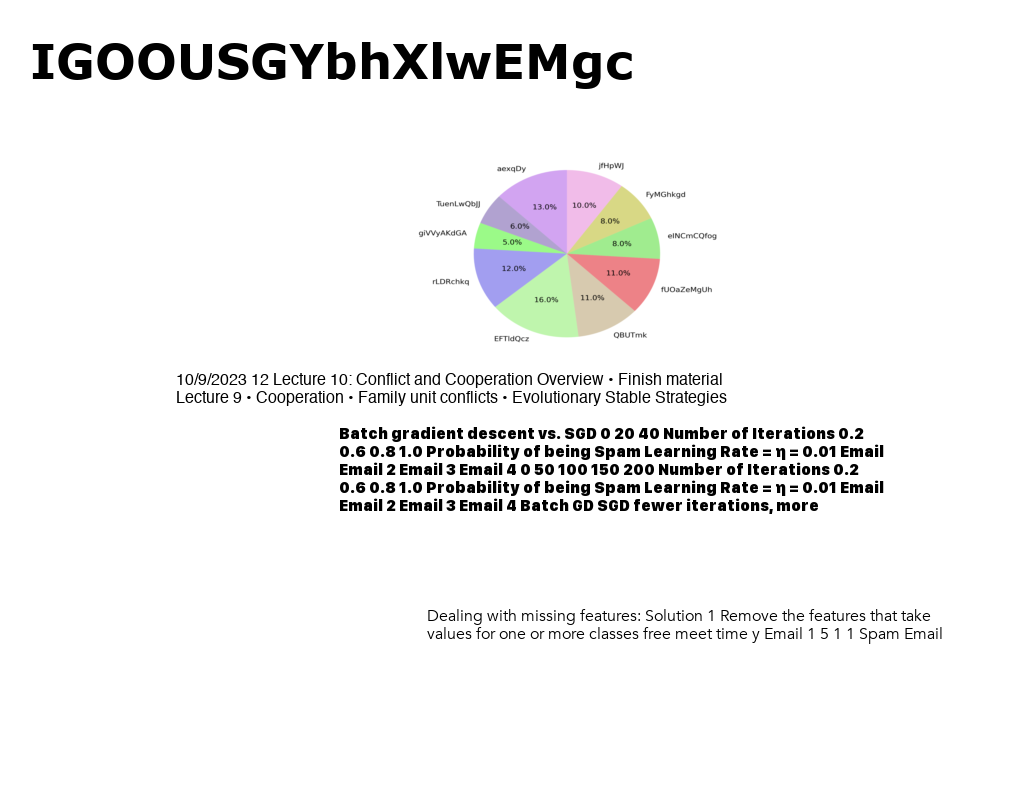 IGOOUSGYbhXlwEMgc
aexqDy
jfHpWJ
FyMGhkgd
TuenLwQbJJ
giVVyAKdGA
eINCmCQfog
rLDRchkq
fUOaZeMgUh
EFTIdQcz
QBUTmk
13.0%
10.0%
8.0%
6.0%
5.0%
8.0%
12.0%
11.0%
16.0%
11.0%
10/9/2023 12 Lecture 10: Conflict and Cooperation Overview • Finish material
Lecture 9 • Cooperation • Family unit conflicts • Evolutionary Stable Strategies
Batch gradient descent vs. SGD 0 20 40 Number of Iterations 0.2
0.6 0.8 1.0 Probability of being Spam Learning Rate = η = 0.01 Email
Email 2 Email 3 Email 4 0 50 100 150 200 Number of Iterations 0.2
0.6 0.8 1.0 Probability of being Spam Learning Rate = η = 0.01 Email
Email 2 Email 3 Email 4 Batch GD SGD fewer iterations, more
Dealing with missing features: Solution 1 Remove the features that take
values for one or more classes free meet time y Email 1 5 1 1 Spam Email